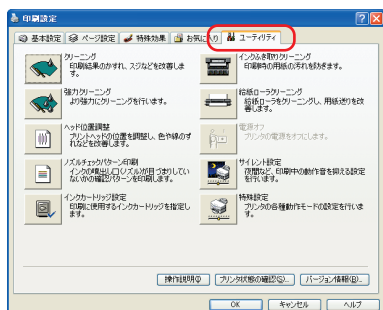 印刷設定
基本設定 ページ設定 特殊効果 お気に入り ユーティリティ
クリーニング
印刷結果のかすれ、スジなどを改善します。
強力クリーニング
より強力にクリーニングを行います。
ヘッド位置調整
プリントヘッドの位置を調整し、色や線のずれなどを改善します。
ノズルチェックパターン印刷
インクの噴出し口(ノズル)が目づまりしていないかの確認パターンを印刷します。
インクカートリッジ設定
印刷に使用するインクカートリッジを指定します。
インクふき取りクリーニング
印刷時の用紙の汚れを防ぎます。
給紙ローラクリーニング
給紙ローラをクリーニングし、用紙送りを改善します。
電源オフ
プリンタの電源をオフにします。
サイレント設定
夜間など、印刷中の動作音を抑える設定を行います。
特殊設定
プリンタの各種動作モードの設定を行います。
操作説明(I) プリンタ状態の確認(S)... バージョン情報(B)...
OK キャンセル ヘルプ